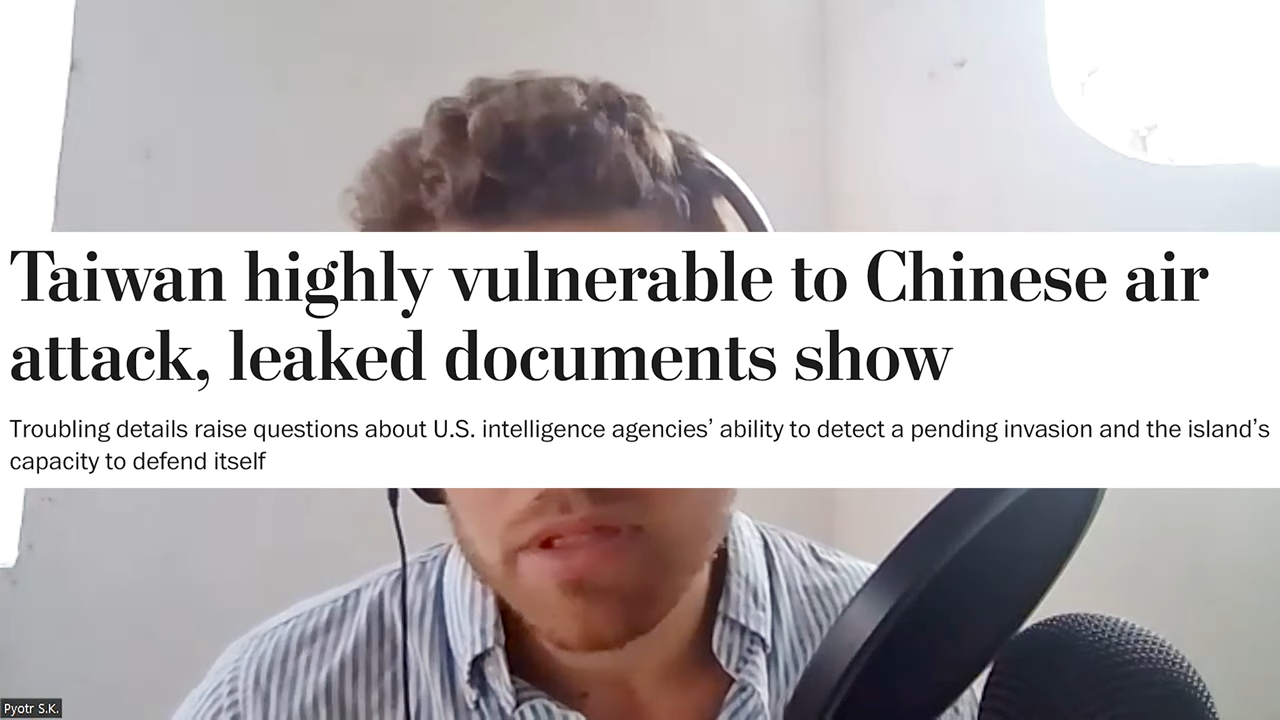 Taiwan highly vulnerable to Chinese air
attack, leaked documents show
Troubling details raise questions about U.S. intelligence agencies’ ability to detect a pending invasion and the island’s
capacity to defend itself
Pyotr S.K.